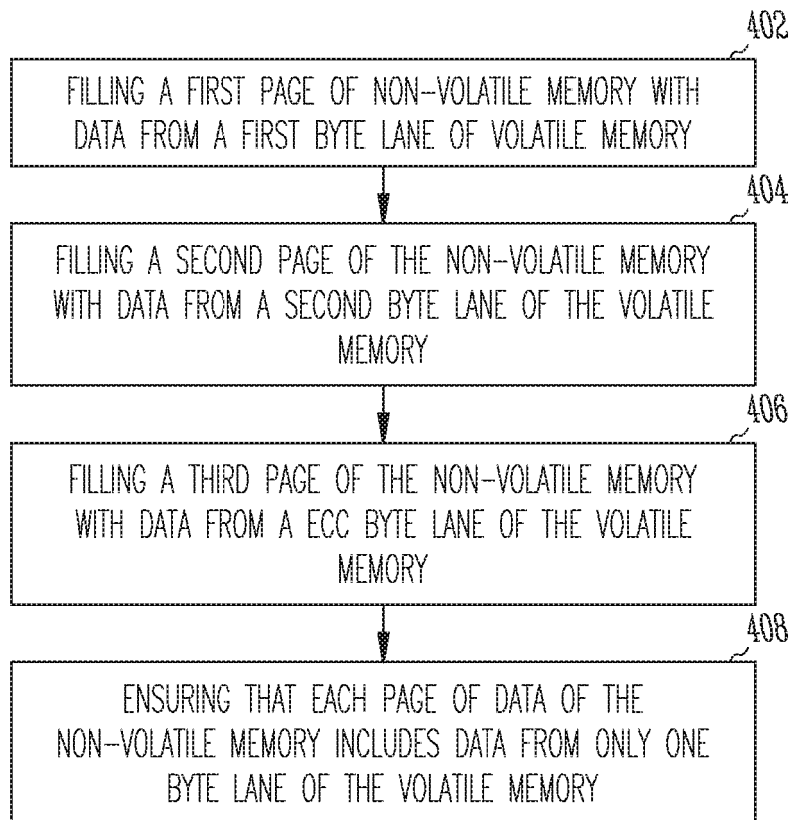 402
FILLING A FIRST PAGE OF NON-VOLATILE MEMORY WITH
DATA FROM A FIRST BYTE LANE OF VOLATILE MEMORY
404
FILLING A SECOND PAGE OF THE NON-VOLATILE MEMORY
WITH DATA FROM A SECOND BYTE LANE OF THE VOLATILE
MEMORY
406
FILLING A THIRD PAGE OF THE NON-VOLATILE MEMORY
WITH DATA FROM A ECC BYTE LANE OF THE VOLATILE
MEMORY
408
ENSURING THAT EACH PAGE OF DATA OF THE
NON-VOLATILE MEMORY INCLUDES DATA FROM ONLY ONE
BYTE LANE OF THE VOLATILE MEMORY